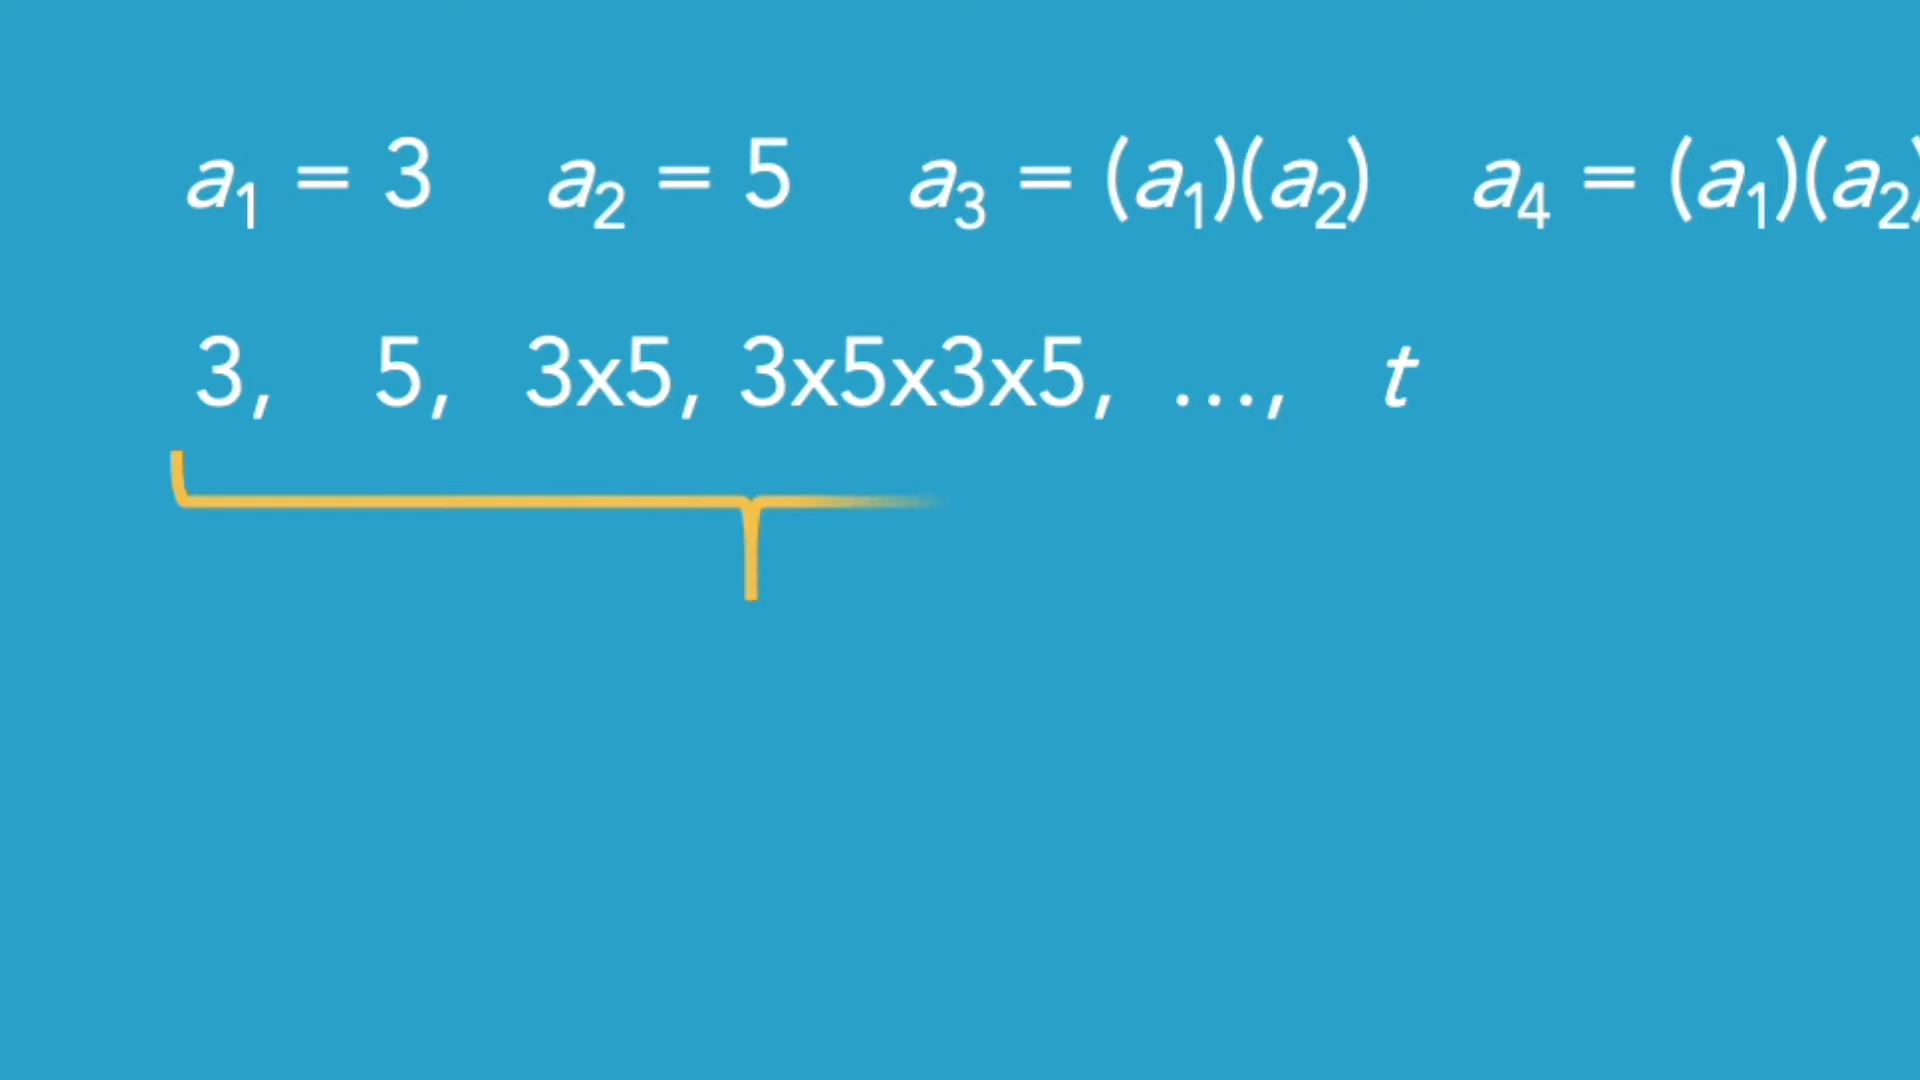 a₁ = 3 a₂ = 5 a₃ = (a₁)(a₂) a₄ = (a₁)(a₂)
3, 5, 3x5, 3x5x3x5, ..., t